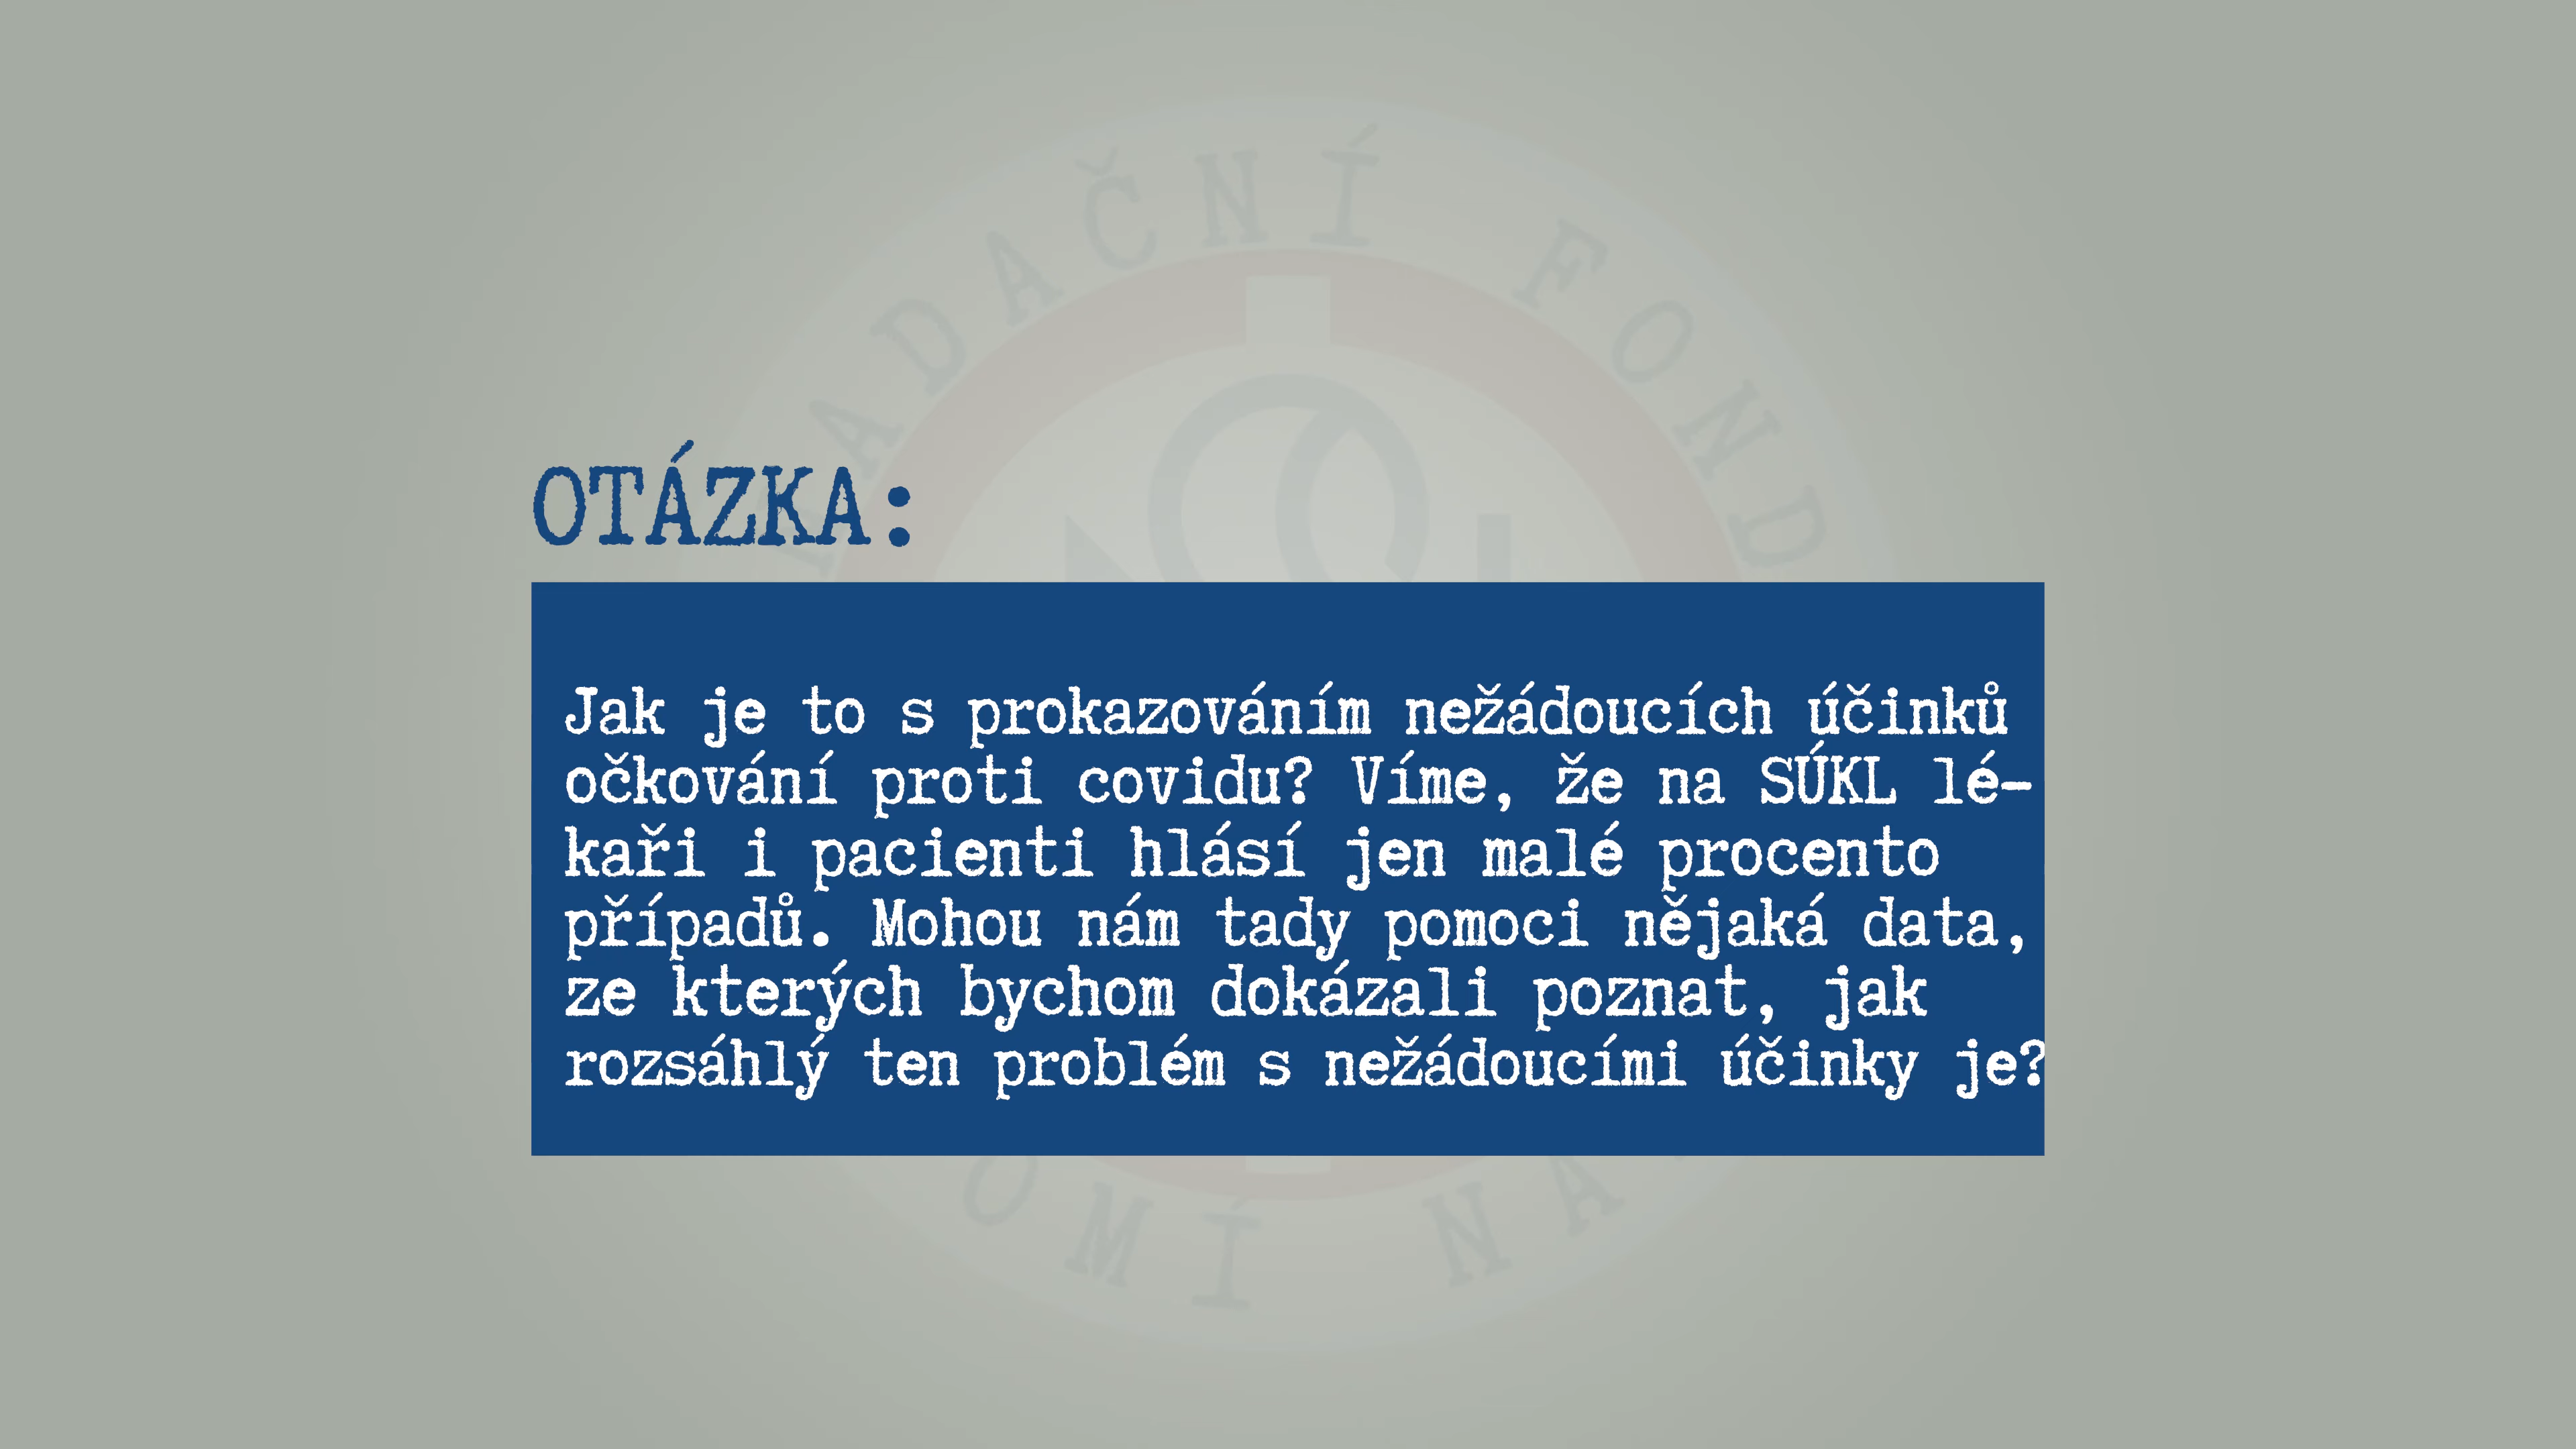 NADAČNÍ FOND
OTÁZKA:
Jak je to s prokazováním nežádoucích účinků
očkování proti covidu? Víme, že na SÚKL lé-
kaři i pacienti hlásí jen malé procento
případů. Mohou nám tady pomoci nějaká data,
ze kterých bychom dokázali poznat, jak
rozsáhlý ten problém s nežádoucími účinky je?